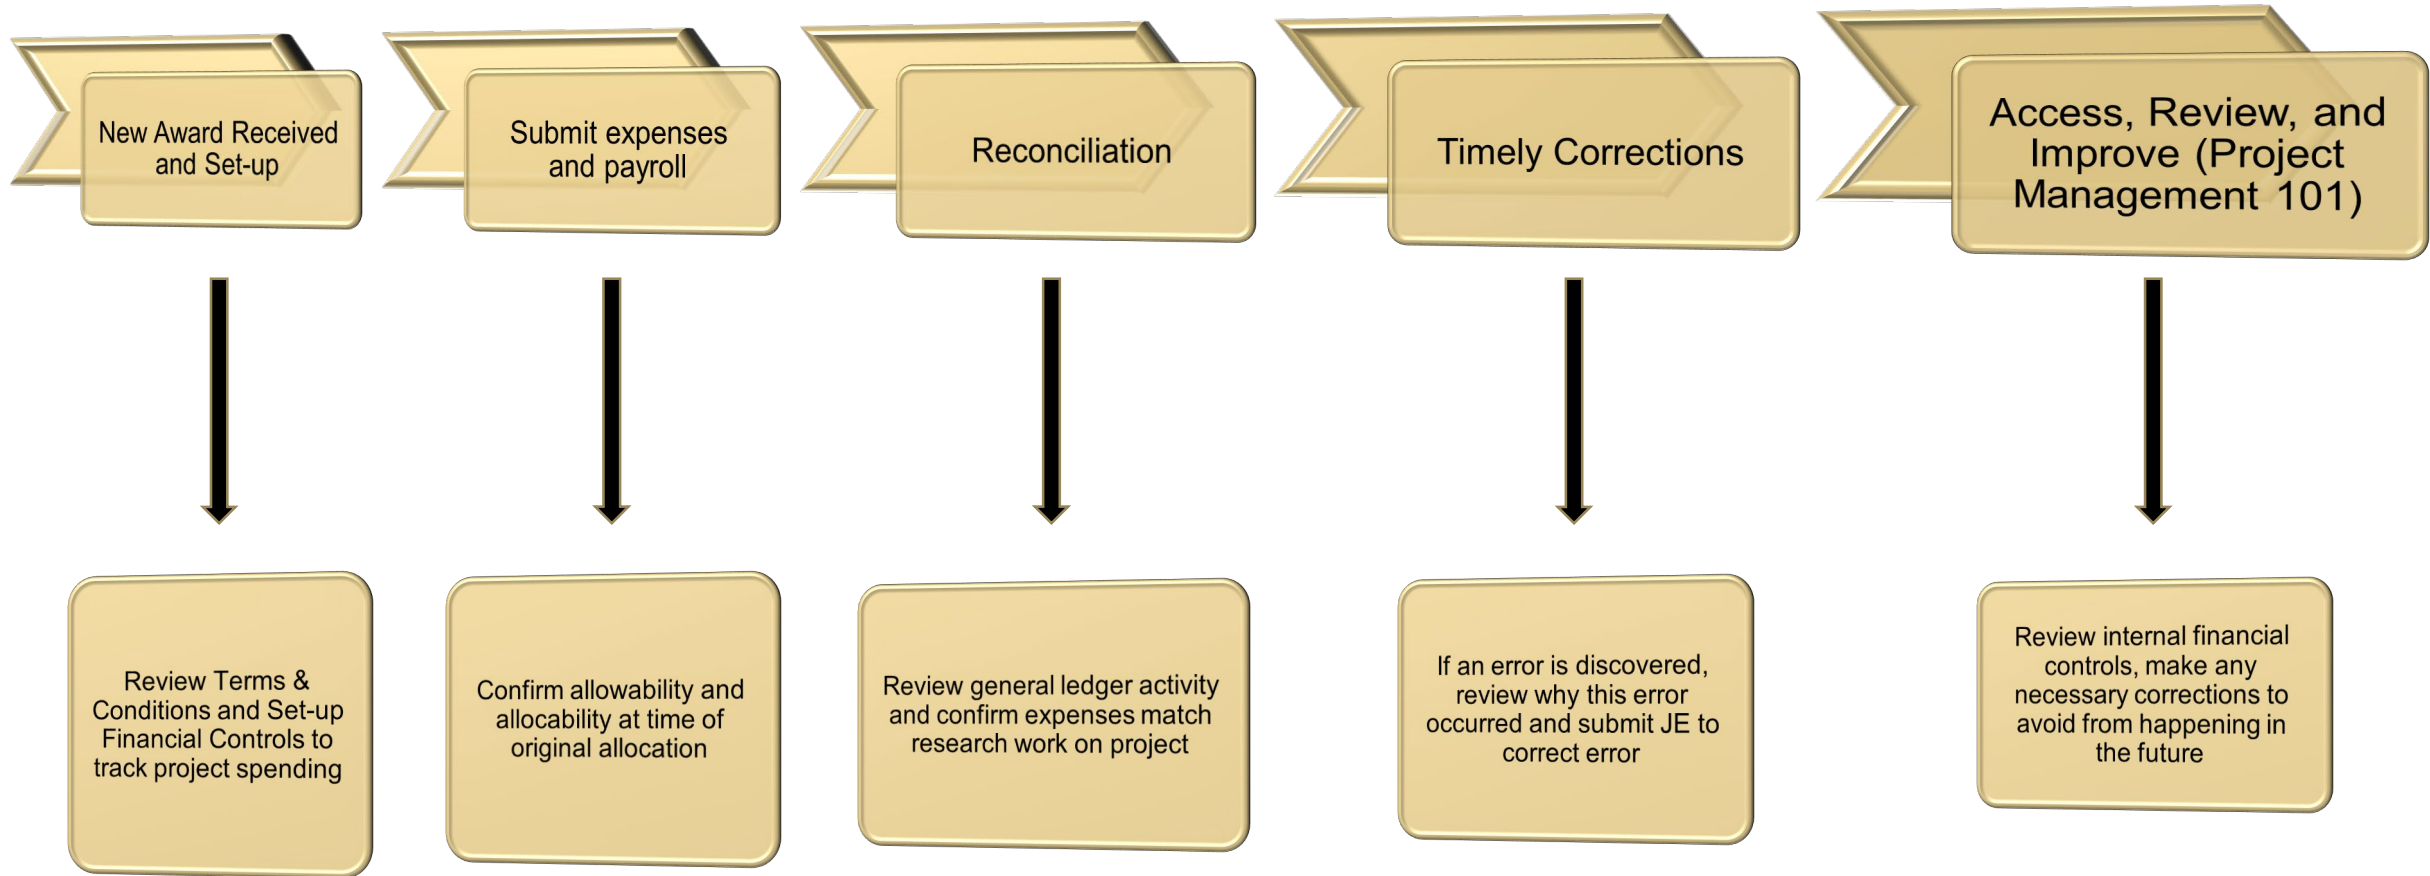 New Award Received
and Set-up
Submit expenses
and payroll
Reconciliation
Timely Corrections
Access, Review, and
Improve (Project
Management 101)
Review Terms &
Conditions and Set-up
Financial Controls to
track project spending
Confirm allowability and
allocability at time of
original allocation
Review general ledger activity
and confirm expenses match
research work on project
If an error is discovered,
review why this error
occurred and submit JE to
correct error
Review internal financial
controls, make any
necessary corrections to
avoid from happening in
the future